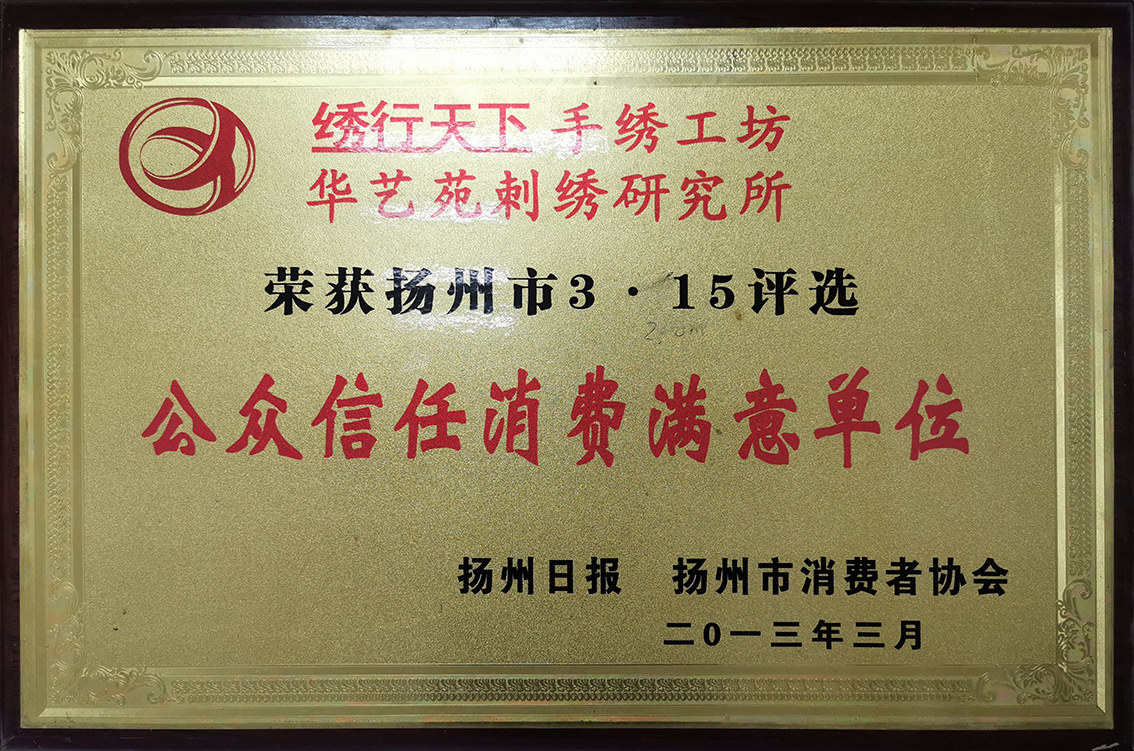 绣行天下 手绣工坊
华艺苑刺绣研究所
荣获扬州市3·15评选
公众信任消费满意单位
扬州日报 扬州市消费者协会
二0一三年三月